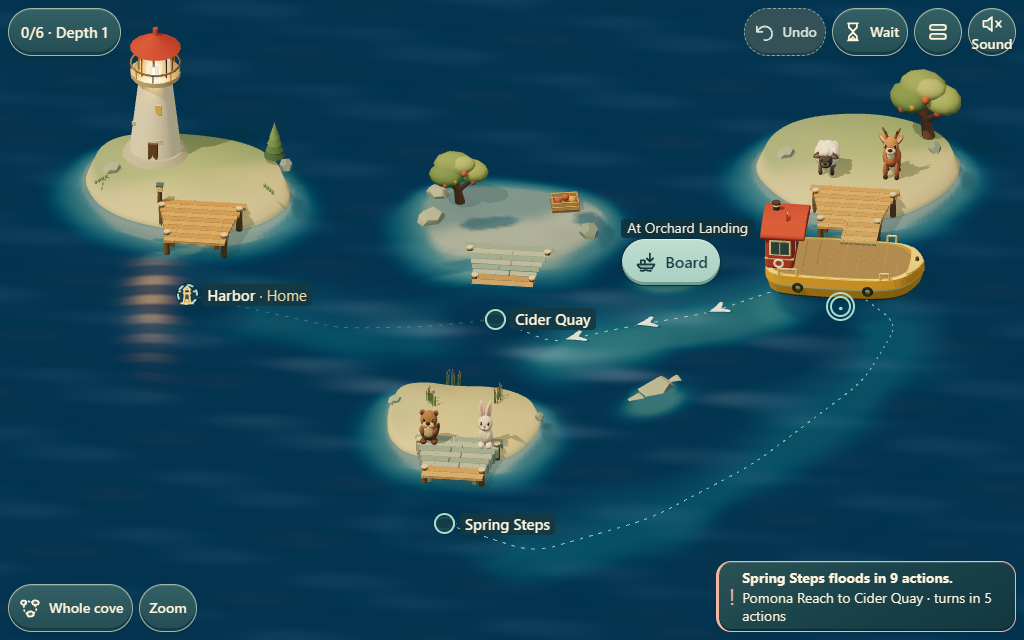 0/6 · Depth 1
Undo
Wait
Sound
At Orchard Landing
Board
Harbor · Home
Cider Quay
Spring Steps
Whole cove
Zoom
Spring Steps floods in 9 actions.
! Pomona Reach to Cider Quay · turns in 5
actions